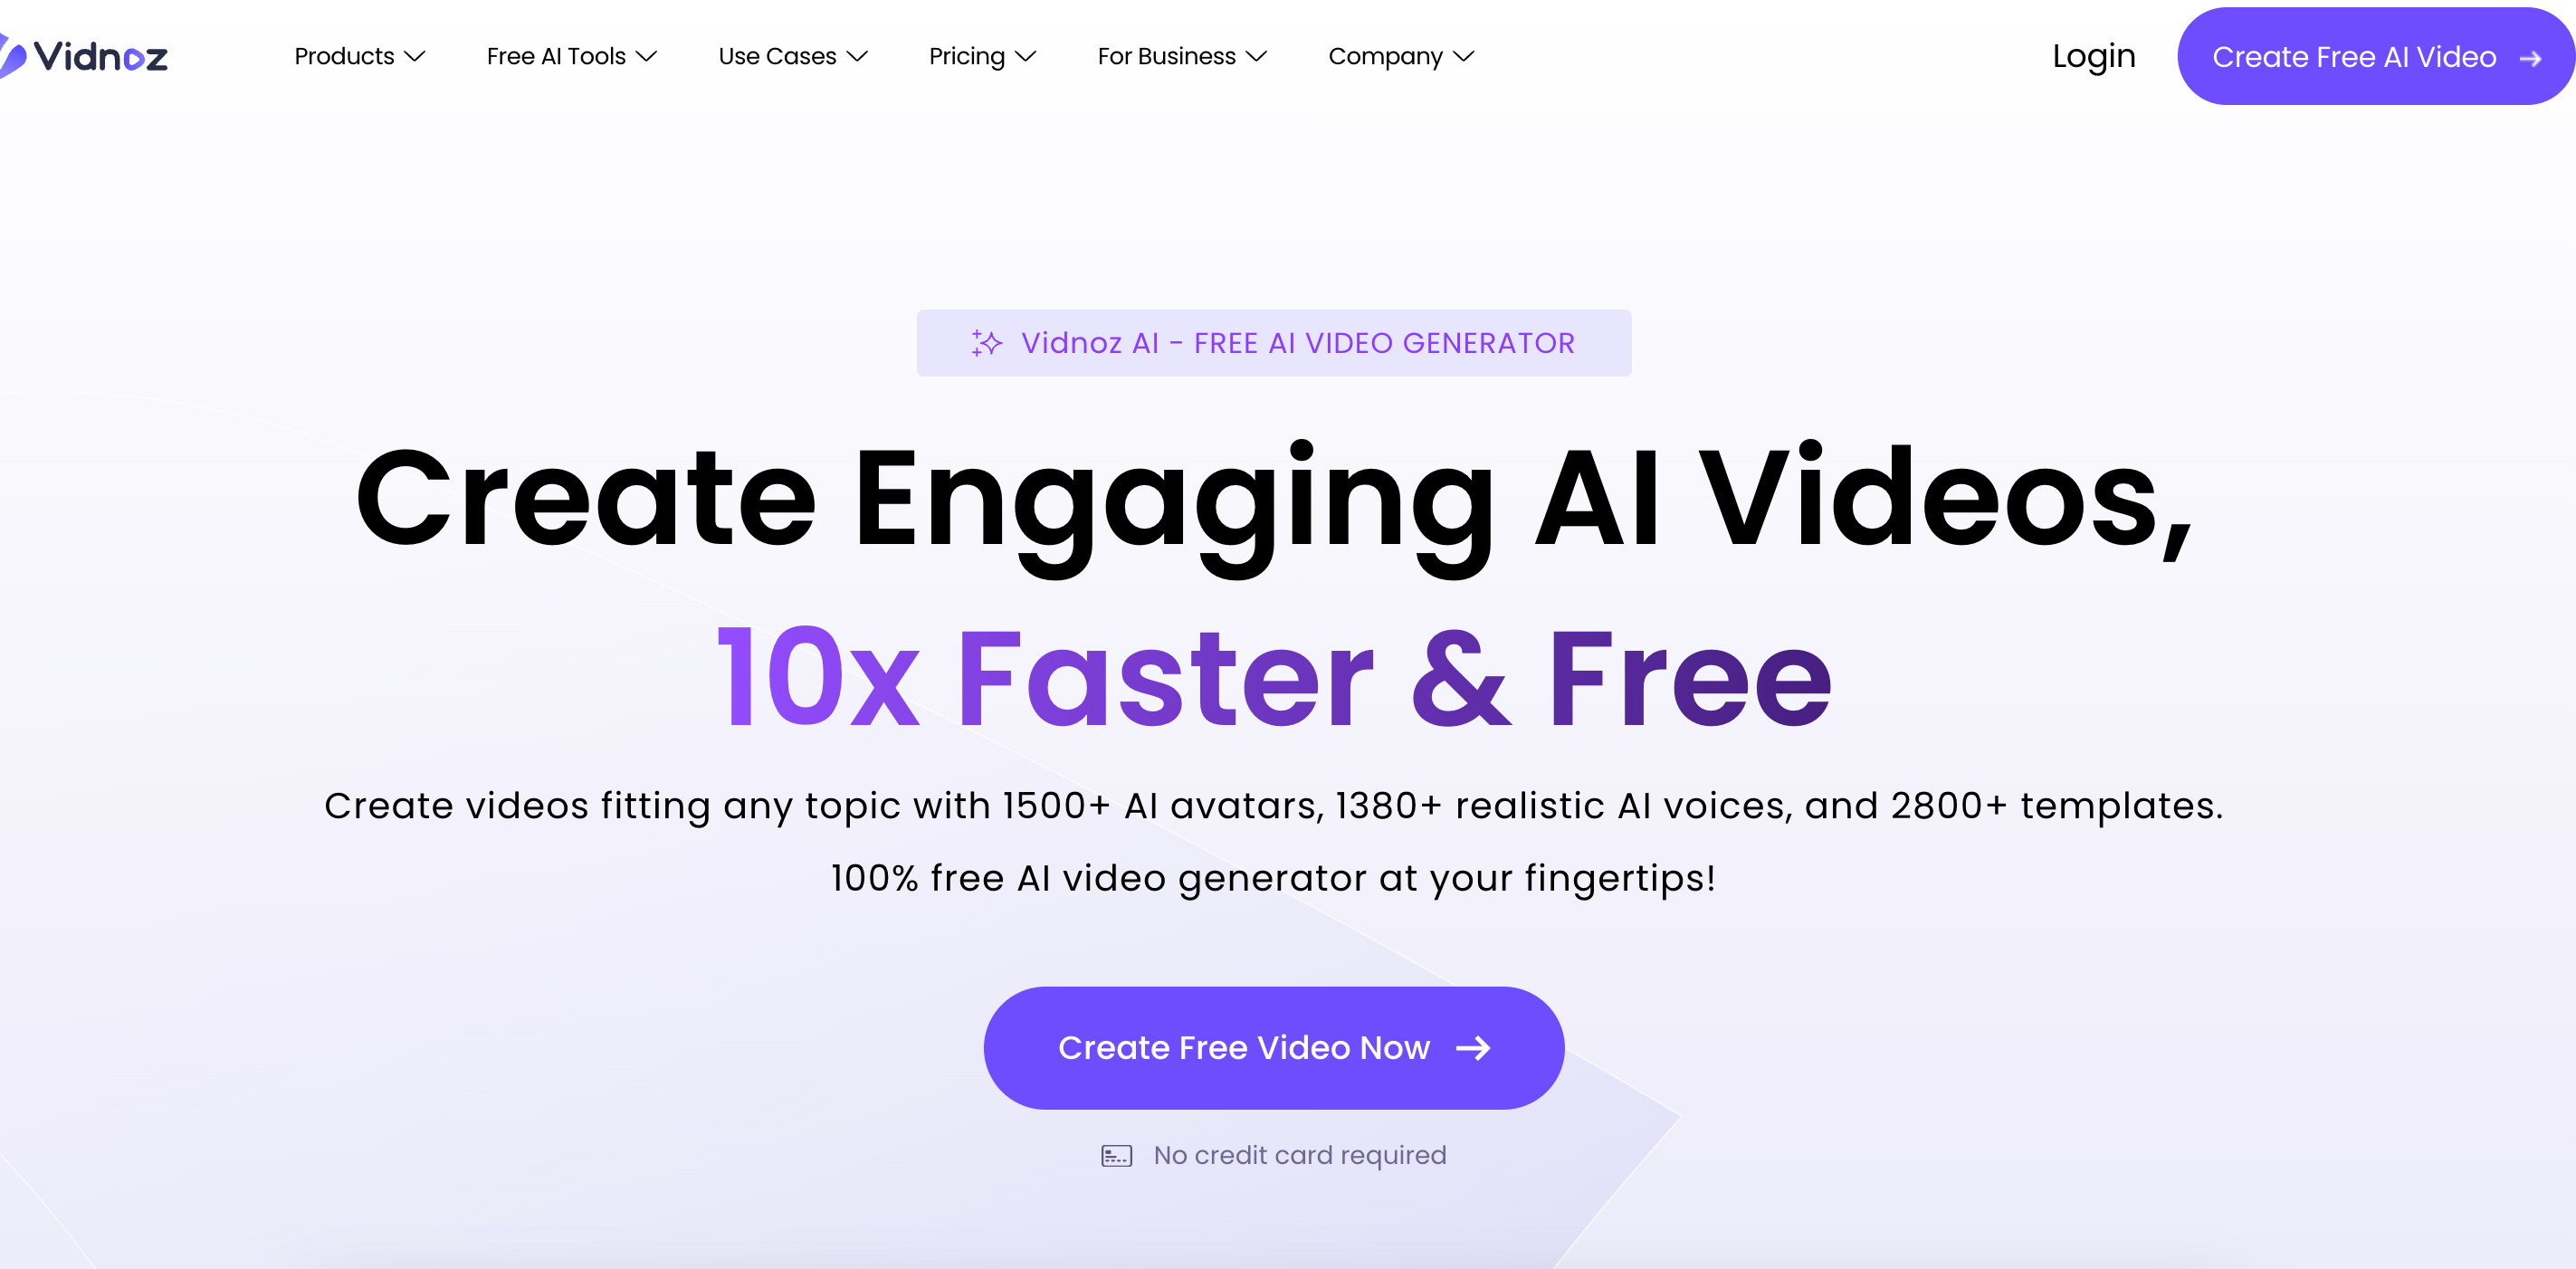 Vidnoz
Products
Free AI Tools
Use Cases
Pricing
For Business
Company
Login
Create Free AI Video
Vidnoz AI - FREE AI VIDEO GENERATOR
Create Engaging AI Videos,
10x Faster & Free
Create videos fitting any topic with 1500+ AI avatars, 1380+ realistic AI voices, and 2800+ templates.
100% free AI video generator at your fingertips!
Create Free Video Now
No credit card required